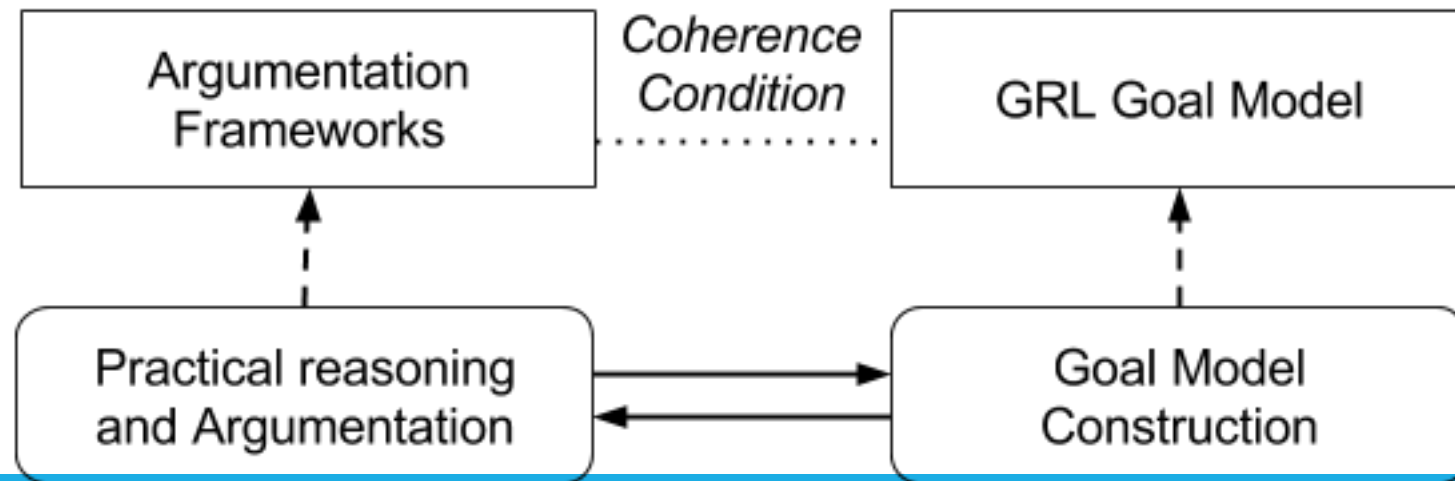 Argumentation
Frameworks
Coherence
Condition
GRL Goal Model
Practical reasoning
and Argumentation
Goal Model
Construction